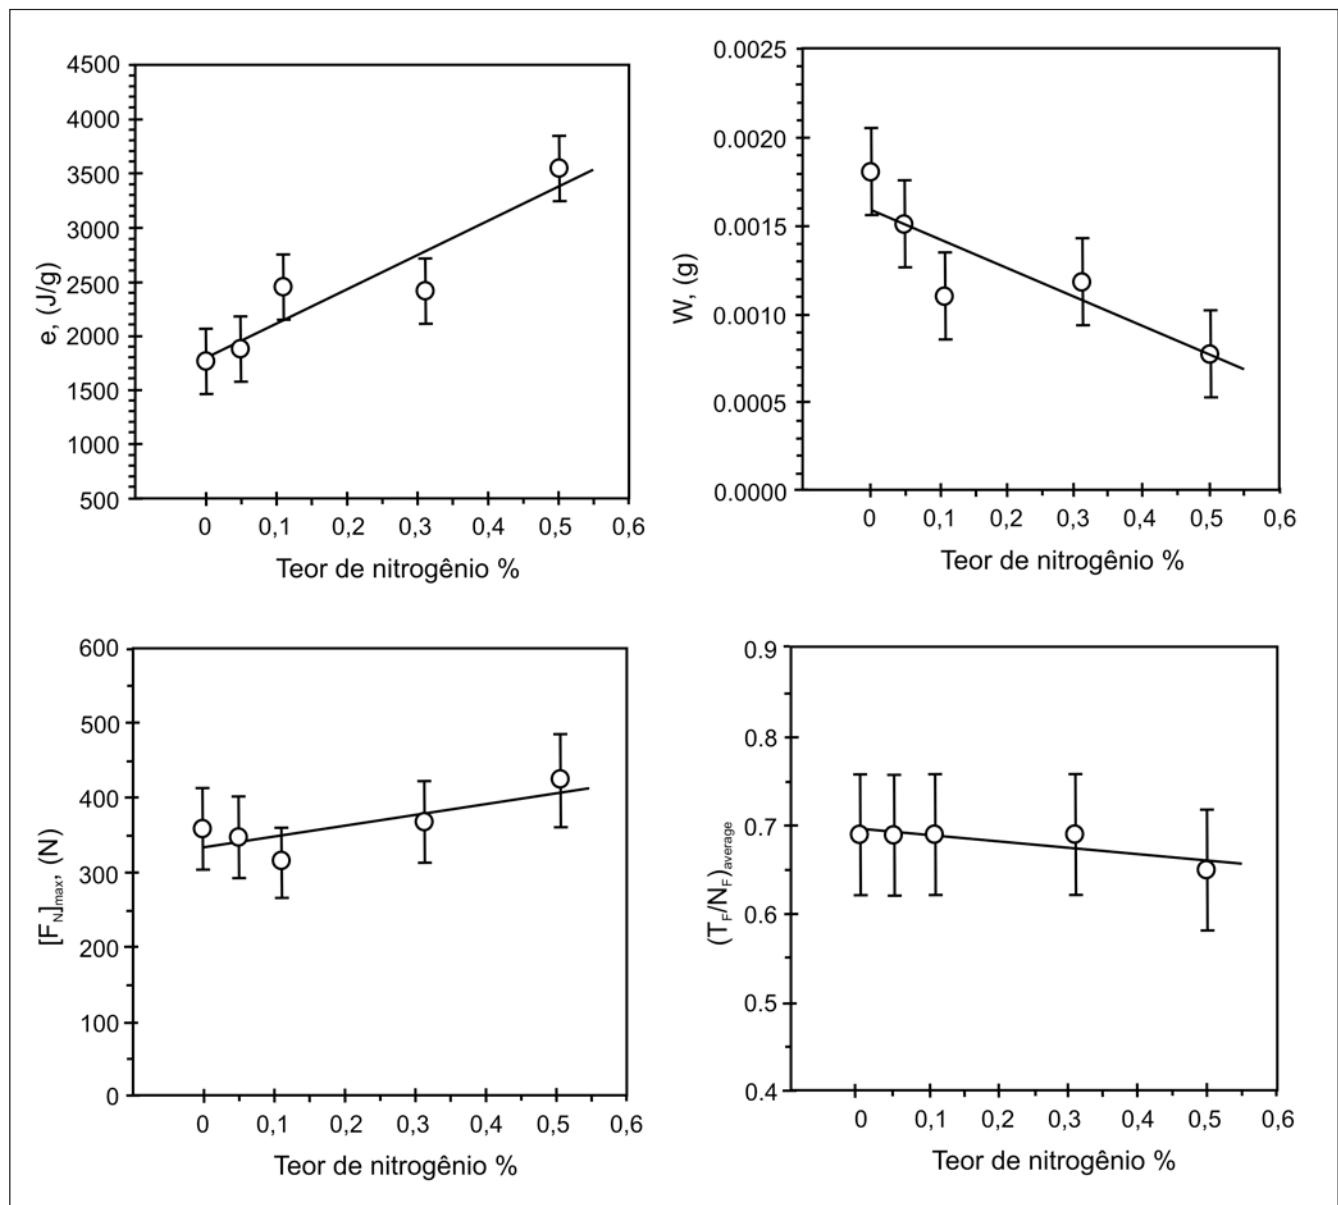 4500
4000
3500
3000
2500
2000
1500
1000
500
e, (J/g)
0 0,1 0,2 0,3 0,4 0,5 0,6
Teor de nitrogênio %
0.0025
0.0020
0.0015
0.0010
0.0005
0.0000
W, (g)
0 0,1 0,2 0,3 0,4 0,5 0,6
Teor de nitrogênio %
600
500
400
300
200
100
0
[F_N]_max, (N)
0 0,1 0,2 0,3 0,4 0,5 0,6
Teor de nitrogênio %
0.9
0.8
0.7
0.6
0.5
0.4
(T_F/N_F)_average
0 0,1 0,2 0,3 0,4 0,5 0,6
Teor de nitrogênio %